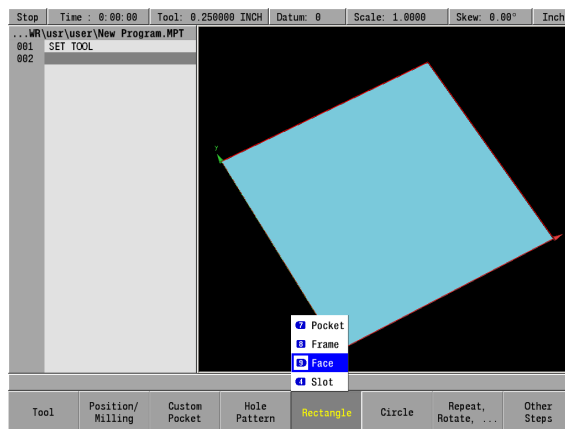 Stop Time : 0:00:00 Tool: 0.250000 INCH Datum: 0 Scale: 1.0000 Skew: 0.00° Inch
...WR\usr\user\New Program.MPT
001 SET TOOL
002
y
7 Pocket
8 Frame
9 Face
4 Slot
Tool Position/ Milling Custom Pocket Hole Pattern Rectangle Circle Repeat, Rotate, ... Other Steps